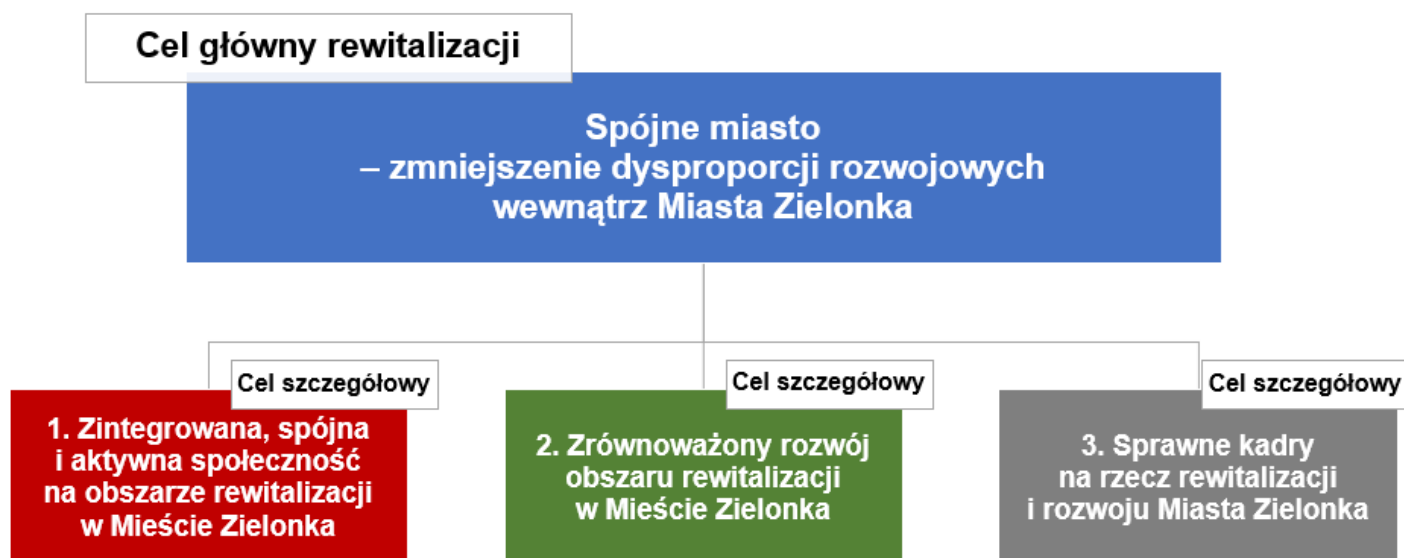 Cel główny rewitalizacji
Spójne miasto
– zmniejszenie dysproporcji rozwojowych
wewnątrz Miasta Zielonka
Cel szczegółowy
1. Zintegrowana, spójna
i aktywna społeczność
na obszarze rewitalizacji
w Mieście Zielonka
Cel szczegółowy
2. Zrównoważony rozwój
obszaru rewitalizacji
w Mieście Zielonka
Cel szczegółowy
3. Sprawne kadry
na rzecz rewitalizacji
i rozwoju Miasta Zielonka